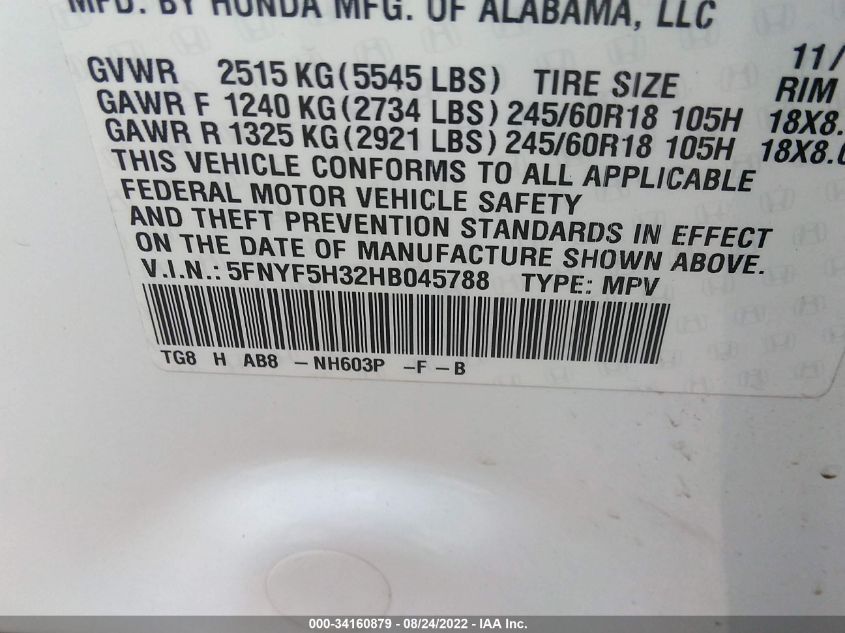 MFD. BY HONDA MFG. OF ALABAMA, LLC
11/
GVWR 2515 KG (5545 LBS) TIRE SIZE RIM
GAWR F 1240 KG (2734 LBS) 245/60R18 105H 18X8.
GAWR R 1325 KG (2921 LBS) 245/60R18 105H 18X8.0
THIS VEHICLE CONFORMS TO ALL APPLICABLE
FEDERAL MOTOR VEHICLE SAFETY
AND THEFT PREVENTION STANDARDS IN EFFECT
ON THE DATE OF MANUFACTURE SHOWN ABOVE.
V.I.N.: 5FNYF5H32HB045788 TYPE: MPV
TG8 H AB8 - NH603P - F - B
000-34160879 - 08/24/2022 - IAA Inc.